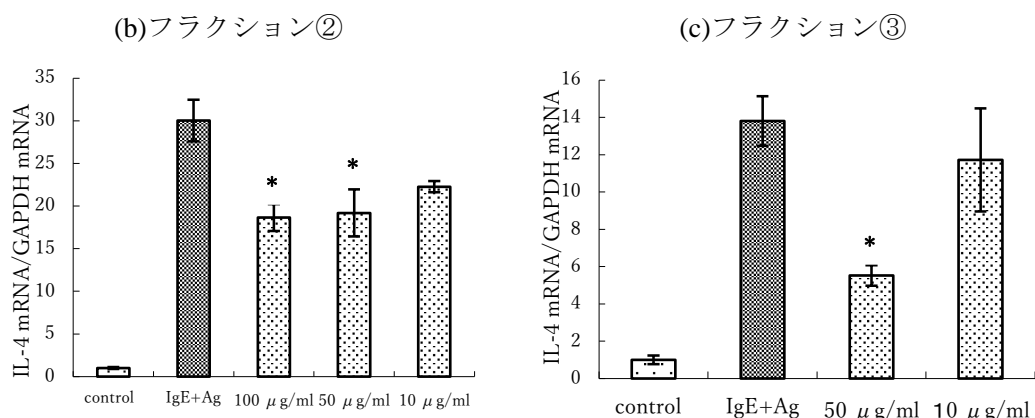 (b)フラクション②
IL-4 mRNA/GAPDH mRNA
35
30
25
20
15
10
5
0
*
*
control
IgE+Ag
100 μg/ml
50 μg/ml
10 μg/ml
(c)フラクション③
IL-4 mRNA/GAPDH mRNA
16
14
12
10
8
6
4
2
0
*
control
IgE+Ag
50 μg/ml
10 μg/ml